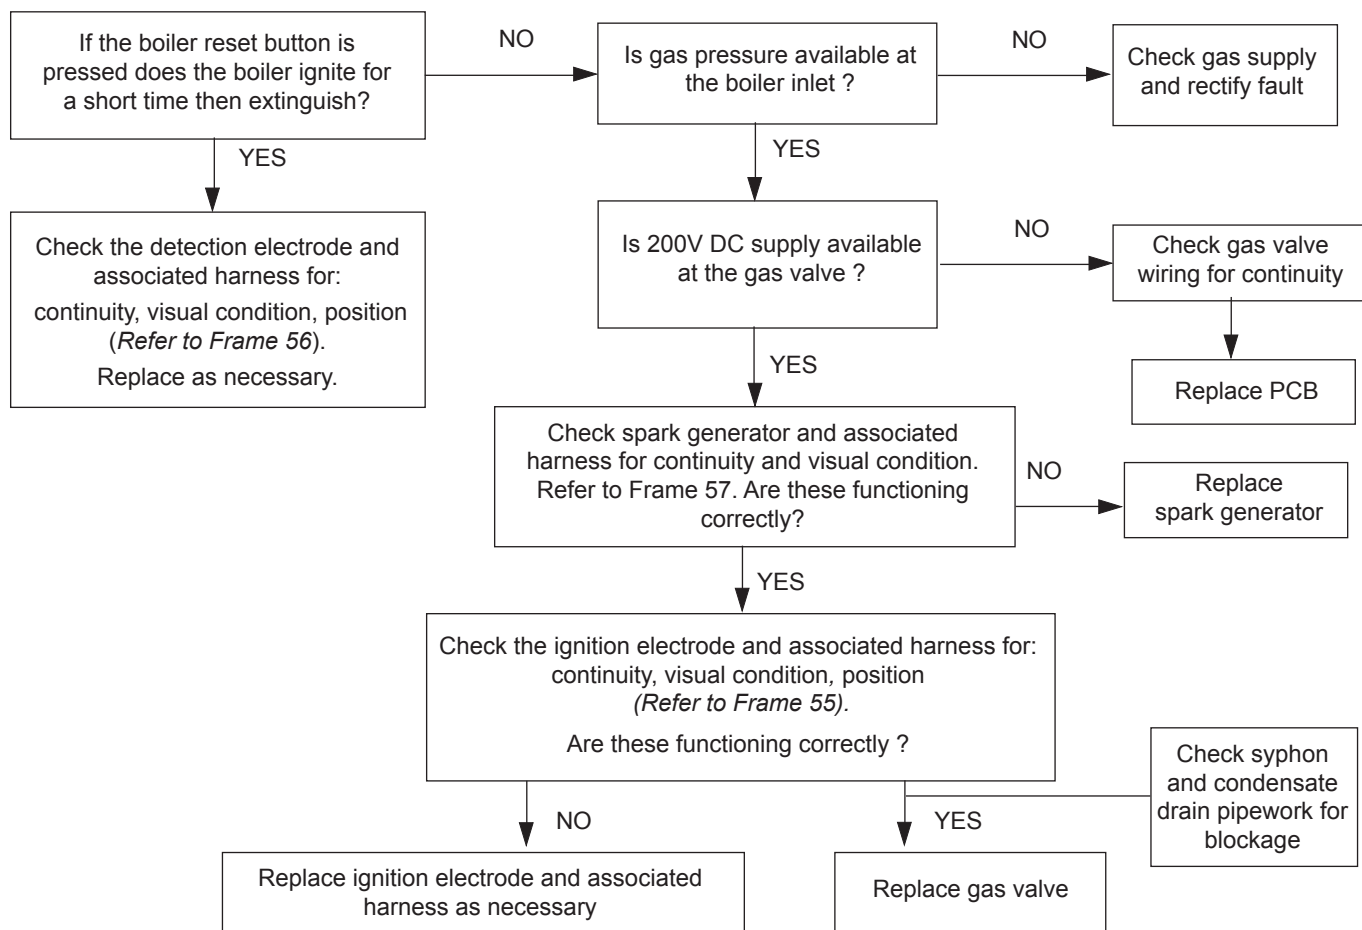 If the boiler reset button is
pressed does the boiler ignite for
a short time then extinguish?
NO
Is gas pressure available at
the boiler inlet ?
NO
Check gas supply
and rectify fault
YES
YES
Check the detection electrode and
associated harness for:
continuity, visual condition, position
(Refer to Frame 56).
Replace as necessary.
Is 200V DC supply available
at the gas valve ?
NO
Check gas valve
wiring for continuity
YES
Replace PCB
Check spark generator and associated
harness for continuity and visual condition.
Refer to Frame 57. Are these functioning
correctly?
NO
Replace
spark generator
YES
Check the ignition electrode and associated harness for:
continuity, visual condition, position
(Refer to Frame 55).
Are these functioning correctly ?
Check syphon
and condensate
drain pipework for
blockage
NO
YES
Replace ignition electrode and associated
harness as necessary
Replace gas valve